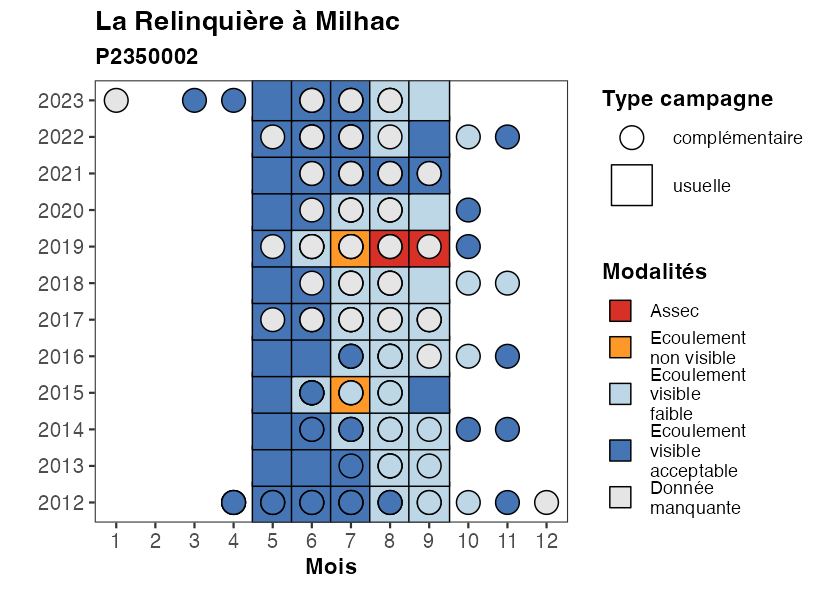 La Relinquière à Milhac
P2350002
2023
2022
2021
2020
2019
2018
2017
2016
2015
2014
2013
2012
1 2 3 4 5 6 7 8 9 10 11 12
Mois
Type campagne
complémentaire
usuelle
Modalités
Assec
Ecoulement
non visible
Ecoulement
visible
faible
Ecoulement
visible
acceptable
Donnée
manquante